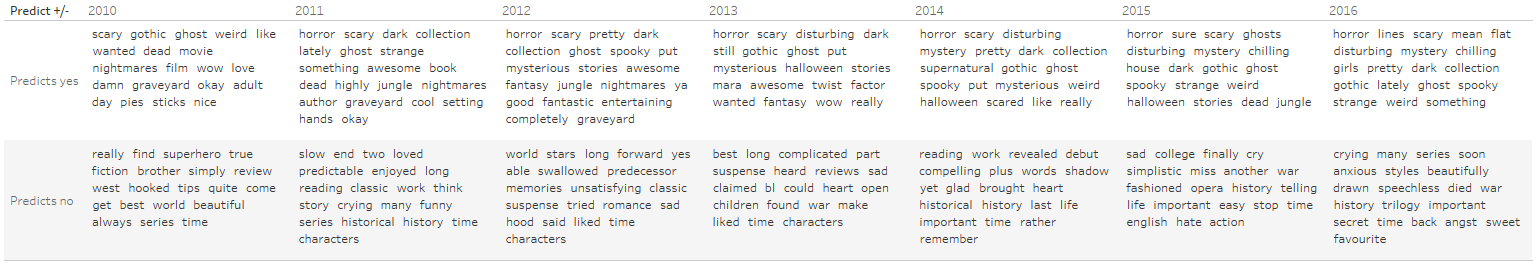 Predict +/- 2010 2011 2012 2013 2014 2015 2016
Predicts yes
scary gothic ghost weird like
wanted dead movie
nightmares film wow love
damn graveyard okay adult
day pies sticks nice
horror scary dark collection
lately ghost strange
something awesome book
dead highly jungle nightmares
author graveyard cool setting
hands okay
horror scary pretty dark
collection ghost spooky put
mysterious stories awesome
fantasy jungle nightmares ya
good fantastic entertaining
completely graveyard
horror scary disturbing dark
still gothic ghost put
mysterious halloween stories
mara awesome twist factor
wanted fantasy wow really
horror scary disturbing
mystery pretty dark collection
supernatural gothic ghost
spooky put mysterious weird
halloween scared like really
horror sure scary ghosts
disturbing mystery chilling
house dark gothic ghost
spooky strange weird
halloween stories dead jungle
horror lines scary mean flat
disturbing mystery chilling
girls pretty dark collection
gothic lately ghost spooky
strange weird something
Predicts no
really find superhero true
fiction brother simply review
west hooked tips quite come
get best world beautiful
always series time
slow end two loved
predictable enjoyed long
reading classic work think
story crying many funny
series historical history time
characters
world stars long forward yes
able swallowed predecessor
memories unsatisfying classic
suspense tried romance sad
hood said liked time
characters
best long complicated part
suspense heard reviews sad
claimed bl could heart open
children found war make
liked time characters
reading work revealed debut
compelling plus words shadow
yet glad brought heart
historical history last life
important time rather
remember
sad college finally cry
simplistic miss another war
fashioned opera history telling
life important easy stop time
english hate action
crying many series soon
anxious styles beautifully
drawn speechless died war
history trilogy important
secret time back angst sweet
favourite